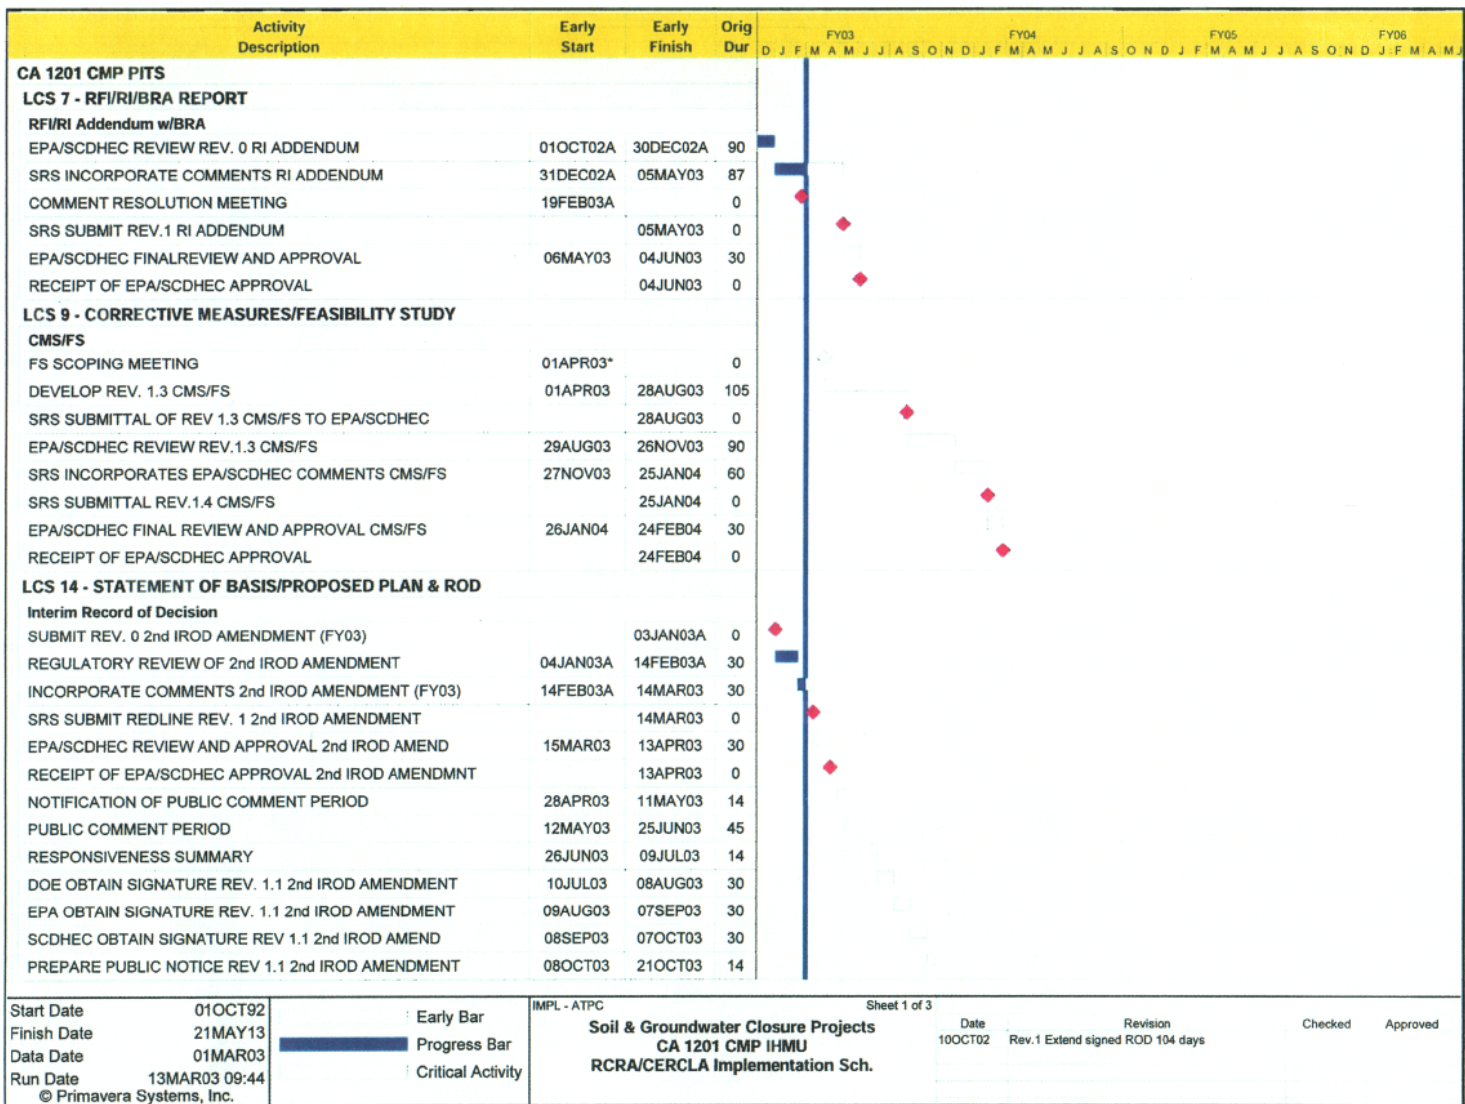 Activity Description Early Start Early Finish Orig Dur
FY03 FY04 FY05 FY06
D J F M A M J J A S O N D J F M A M J J A S O N D J F M A M J J A S O N D J F M A M J
CA 1201 CMP PITS
LCS 7 - RFI/RI/BRA REPORT
RFI/RI Addendum w/BRA
EPA/SCDHEC REVIEW REV. 0 RI ADDENDUM 01OCT02A 30DEC02A 90
SRS INCORPORATE COMMENTS RI ADDENDUM 31DEC02A 05MAY03 87
COMMENT RESOLUTION MEETING 19FEB03A 0
SRS SUBMIT REV.1 RI ADDENDUM 05MAY03 0
EPA/SCDHEC FINALREVIEW AND APPROVAL 06MAY03 04JUN03 30
RECEIPT OF EPA/SCDHEC APPROVAL 04JUN03 0
LCS 9 - CORRECTIVE MEASURES/FEASIBILITY STUDY
CMS/FS
FS SCOPING MEETING 01APR03* 0
DEVELOP REV. 1.3 CMS/FS 01APR03 28AUG03 105
SRS SUBMITTAL OF REV 1.3 CMS/FS TO EPA/SCDHEC 28AUG03 0
EPA/SCDHEC REVIEW REV.1.3 CMS/FS 29AUG03 26NOV03 90
SRS INCORPORATES EPA/SCDHEC COMMENTS CMS/FS 27NOV03 25JAN04 60
SRS SUBMITTAL REV.1.4 CMS/FS 25JAN04 0
EPA/SCDHEC FINAL REVIEW AND APPROVAL CMS/FS 26JAN04 24FEB04 30
RECEIPT OF EPA/SCDHEC APPROVAL 24FEB04 0
LCS 14 - STATEMENT OF BASIS/PROPOSED PLAN & ROD
Interim Record of Decision
SUBMIT REV. 0 2nd IROD AMENDMENT (FY03) 03JAN03A 0
REGULATORY REVIEW OF 2nd IROD AMENDMENT 04JAN03A 14FEB03A 30
INCORPORATE COMMENTS 2nd IROD AMENDMENT (FY03) 14FEB03A 14MAR03 30
SRS SUBMIT REDLINE REV. 1 2nd IROD AMENDMENT 14MAR03 0
EPA/SCDHEC REVIEW AND APPROVAL 2nd IROD AMEND 15MAR03 13APR03 30
RECEIPT OF EPA/SCDHEC APPROVAL 2nd IROD AMENDMNT 13APR03 0
NOTIFICATION OF PUBLIC COMMENT PERIOD 28APR03 11MAY03 14
PUBLIC COMMENT PERIOD 12MAY03 25JUN03 45
RESPONSIVENESS SUMMARY 26JUN03 09JUL03 14
DOE OBTAIN SIGNATURE REV. 1.1 2nd IROD AMENDMENT 10JUL03 08AUG03 30
EPA OBTAIN SIGNATURE REV. 1.1 2nd IROD AMENDMENT 09AUG03 07SEP03 30
SCDHEC OBTAIN SIGNATURE REV 1.1 2nd IROD AMEND 08SEP03 07OCT03 30
PREPARE PUBLIC NOTICE REV 1.1 2nd IROD AMENDMENT 08OCT03 21OCT03 14
Start Date 01OCT92
Finish Date 21MAY13
Data Date 01MAR03
Run Date 13MAR03 09:44
© Primavera Systems, Inc.
Early Bar
Progress Bar
Critical Activity
IMPL - ATPC Sheet 1 of 3
Soil & Groundwater Closure Projects
CA 1201 CMP IHMU
RCRA/CERCLA Implementation Sch.
Date Revision Checked Approved
10OCT02 Rev.1 Extend signed ROD 104 days